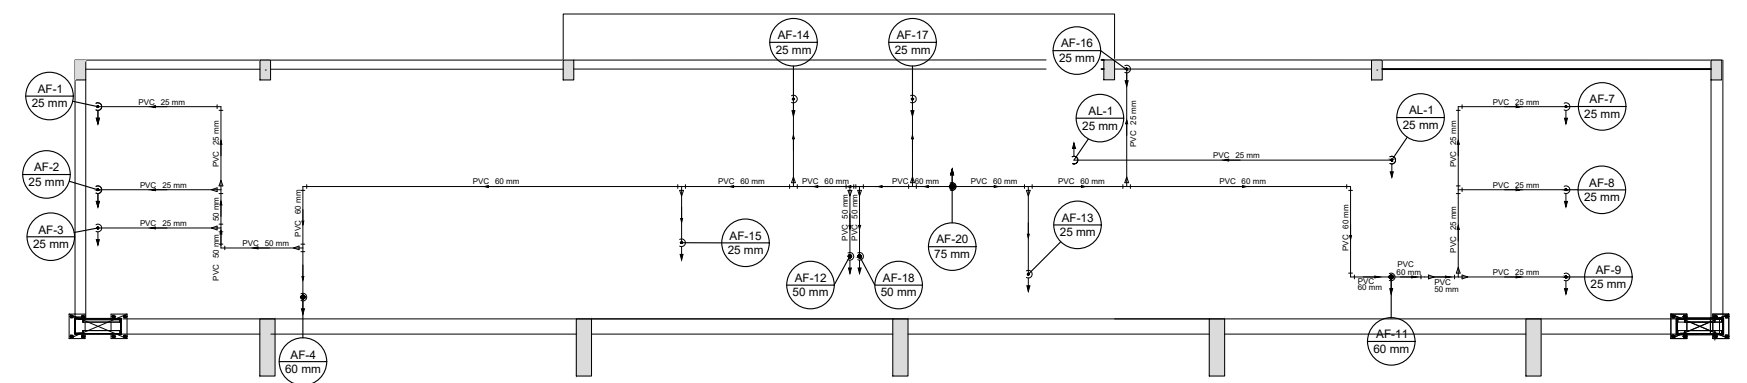 AF-14
25 mm
AF-17
25 mm
AF-16
25 mm
AF-1
25 mm
PVC 25 mm
AL-1
25 mm
AL-1
25 mm
PVC 25 mm
AF-7
25 mm
PVC 25 mm
PVC 25 mm
PVC 25 mm
PVC 25 mm
AF-2
25 mm
PVC 25 mm
PVC 60 mm
PVC 60 mm
PVC 60 mm
PVC 60 mm
PVC 60 mm
PVC 60 mm
PVC 60 mm
PVC 60 mm
PVC 25 mm
AF-8
25 mm
AF-3
25 mm
PVC 25 mm
PVC 50 mm
PVC 50 mm
PVC 60 mm
PVC 50 mm
AF-15
25 mm
PVC 50 mm
PVC 50 mm
AF-20
75 mm
AF-13
25 mm
PVC 60 mm
PVC 25 mm
AF-12
50 mm
AF-18
50 mm
PVC
60 mm
PVC
60 mm
PVC
50 mm
PVC 25 mm
AF-9
25 mm
AF-4
60 mm
AF-11
60 mm